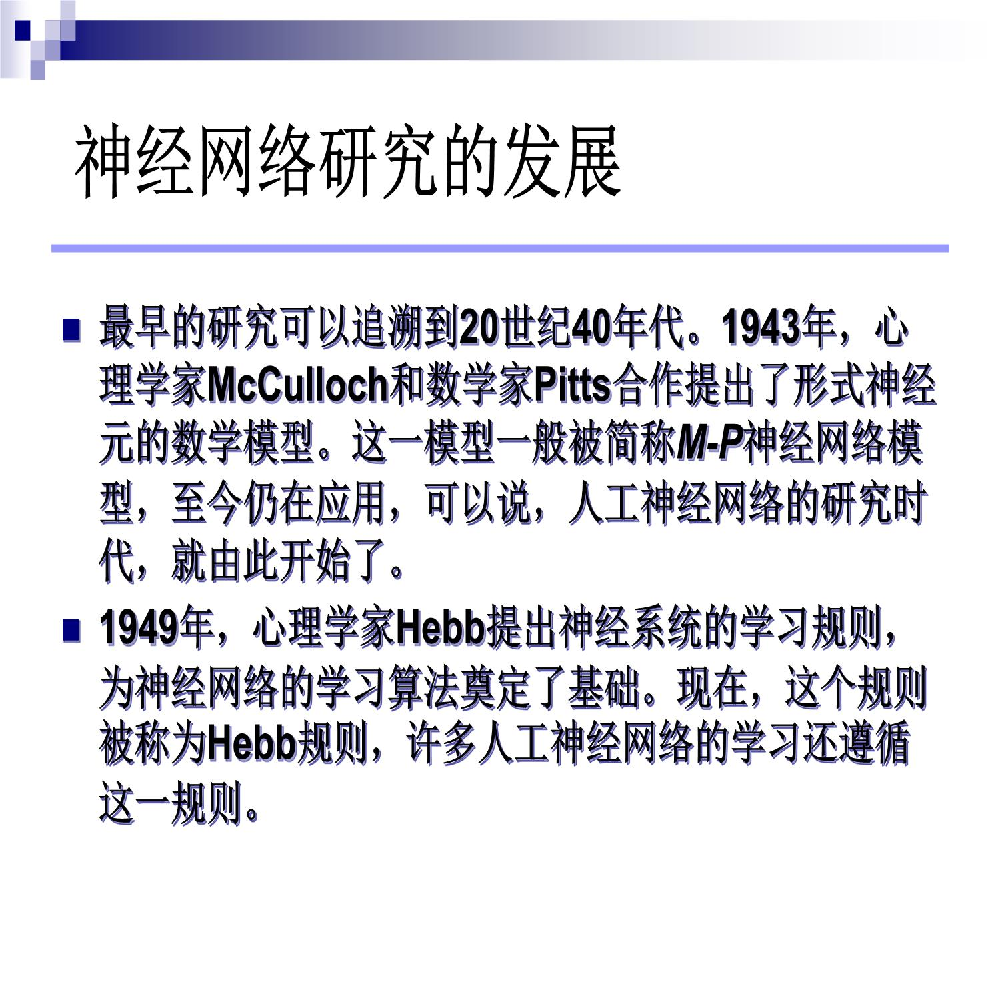 神经网络研究的发展
最早的研究可以追溯到20世纪40年代。1943年，心
理学家McCulloch和数学家Pitts合作提出了形式神经
元的数学模型。这一模型一般被简称M-P神经网络模
型，至今仍在应用，可以说，人工神经网络的研究时
代，就由此开始了。
1949年，心理学家Hebb提出神经系统的学习规则，
为神经网络的学习算法奠定了基础。现在，这个规则
被称为Hebb规则，许多人工神经网络的学习还遵循
这一规则。